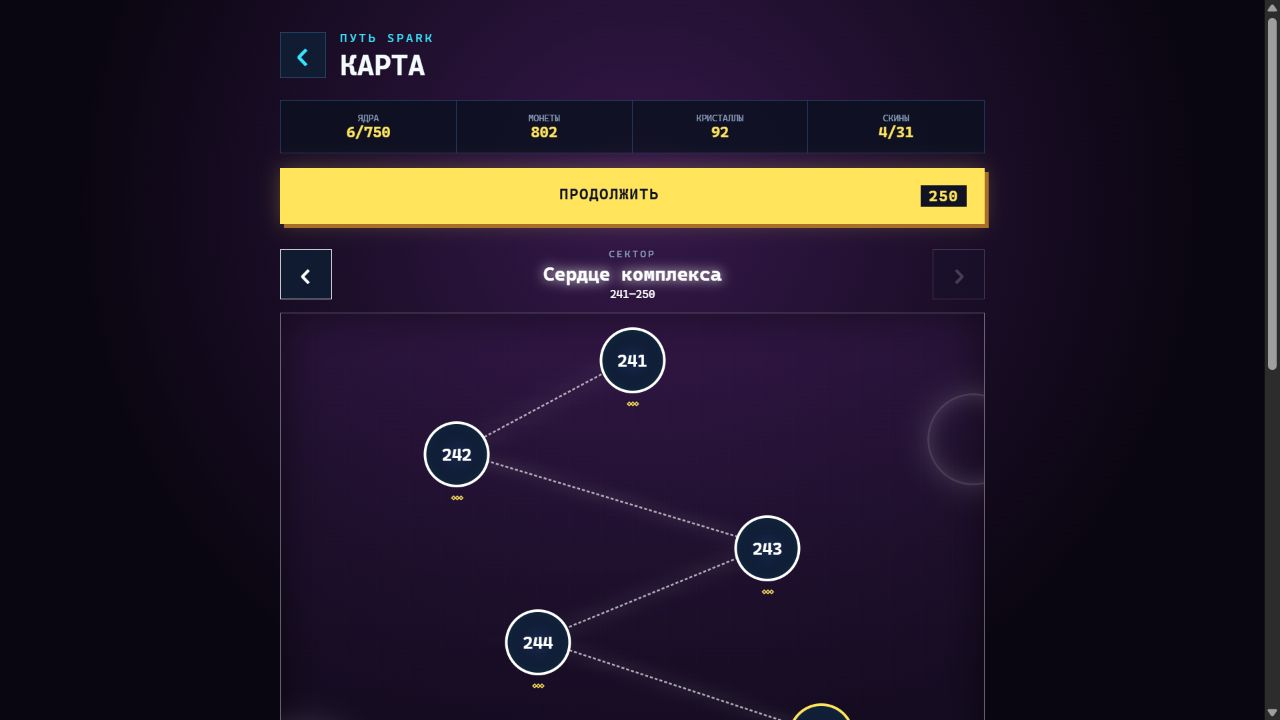 ПУТЬ SPARK
КАРТА
ЯДРА
6/750
МОНЕТЫ
802
КРИСТАЛЛЫ
92
СКИНЫ
4/31
ПРОДОЛЖИТЬ
250
СЕКТОР
Сердце комплекса
241—250
241
242
243
244